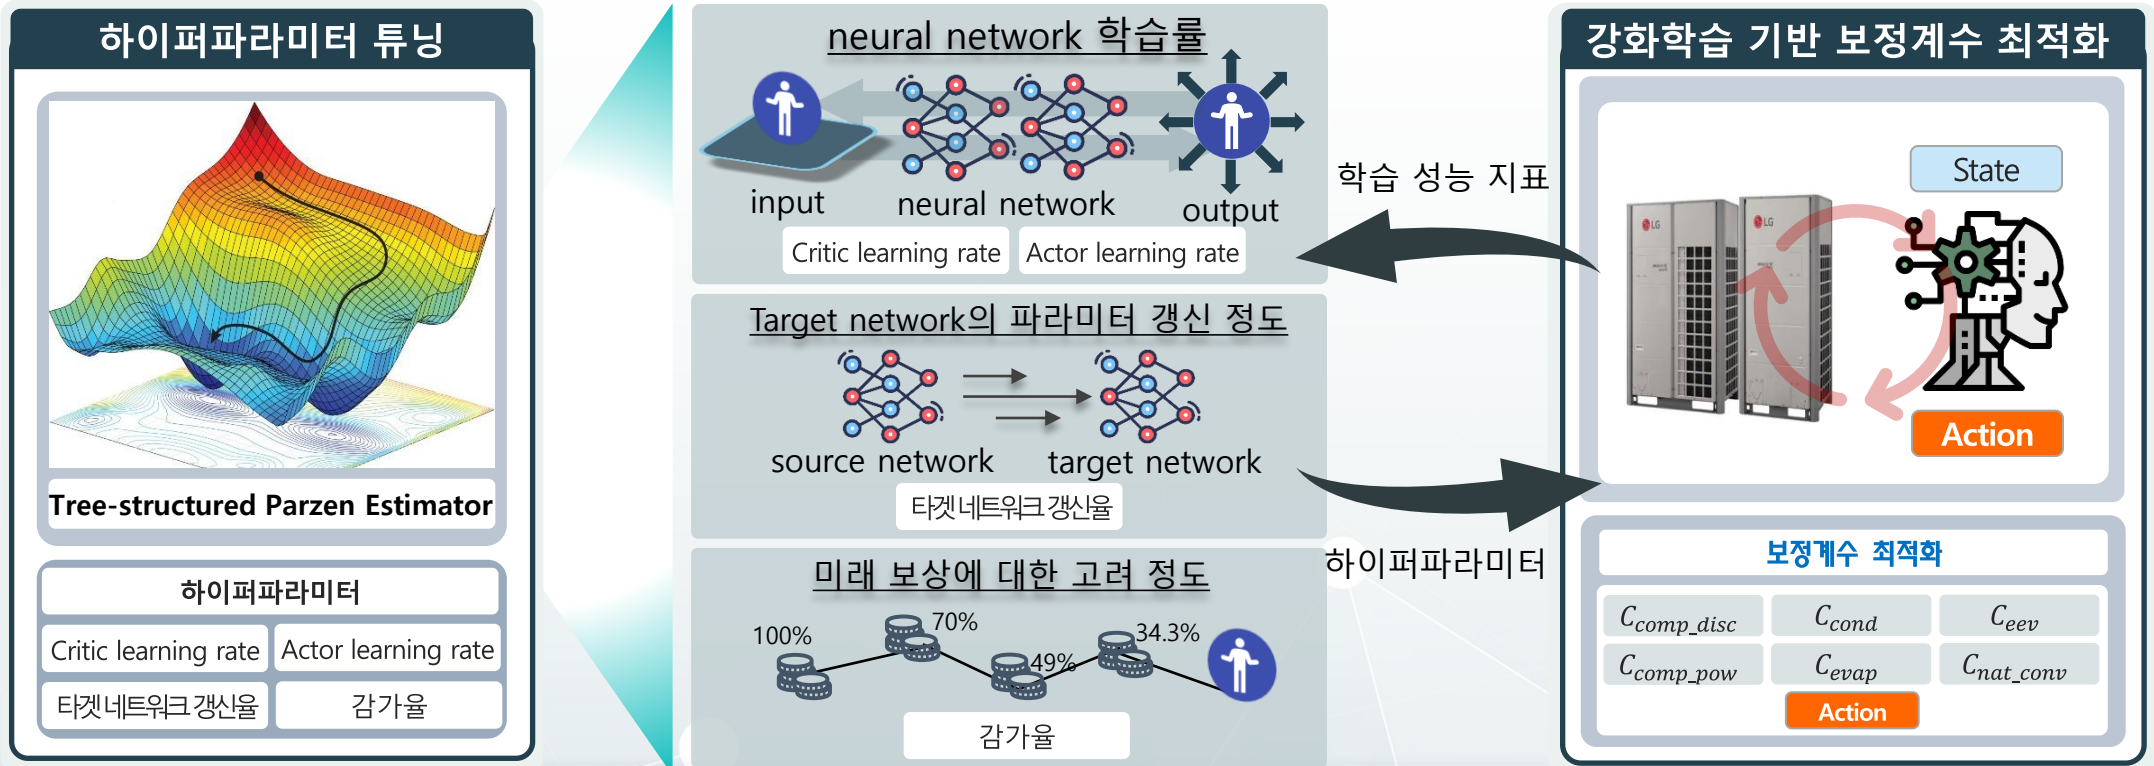 하이퍼파라미터 튜닝
Tree-structured Parzen Estimator
하이퍼파라미터
Critic learning rate
Actor learning rate
타겟 네트워크 갱신율
감가율
neural network 학습률
input
neural network
output
Critic learning rate
Actor learning rate
Target network의 파라미터 갱신 정도
source network
target network
타겟 네트워크 갱신율
미래 보상에 대한 고려 정도
100%
70%
49%
34.3%
감가율
학습 성능 지표
하이퍼파라미터
강화학습 기반 보정계수 최적화
LG
LG
State
Action
보정계수 최적화
C_comp_disc
C_cond
C_eev
C_comp_pow
C_evap
C_nat_conv
Action